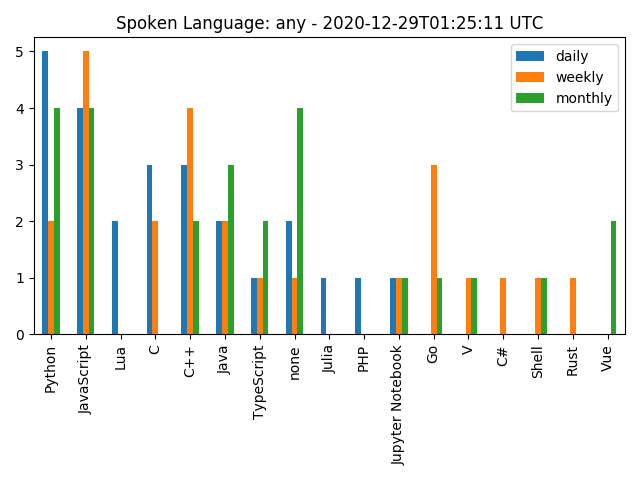 Spoken Language: any - 2020-12-29T01:25:11 UTC
daily
weekly
monthly
5
4
3
2
1
0
Python
JavaScript
Lua
C
C++
Java
TypeScript
none
Julia
PHP
Jupyter Notebook
Go
V
C#
Shell
Rust
Vue